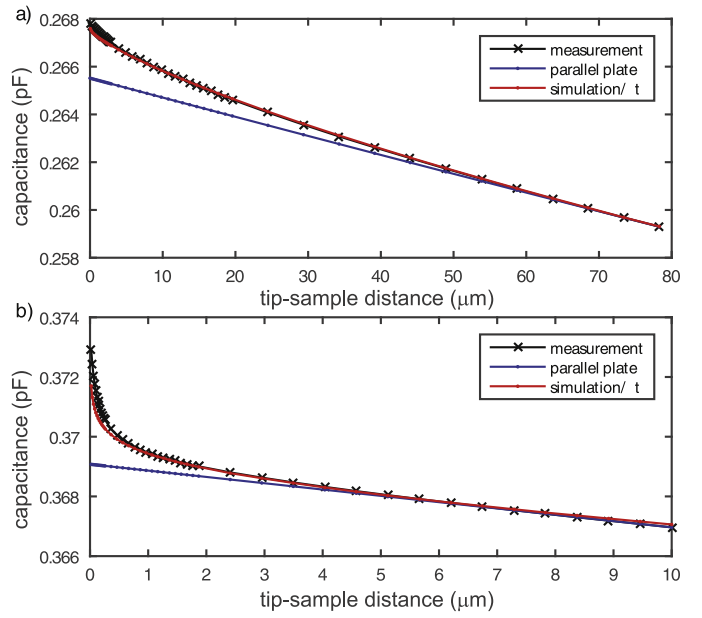 a)
0.268
0.266
0.264
0.262
0.26
0.258
capacitance (pF)
measurement
parallel plate
simulation/ t
0 10 20 30 40 50 60 70 80
tip-sample distance (μm)
b)
0.374
0.372
0.37
0.368
0.366
capacitance (pF)
measurement
parallel plate
simulation/ t
0 1 2 3 4 5 6 7 8 9 10
tip-sample distance (μm)